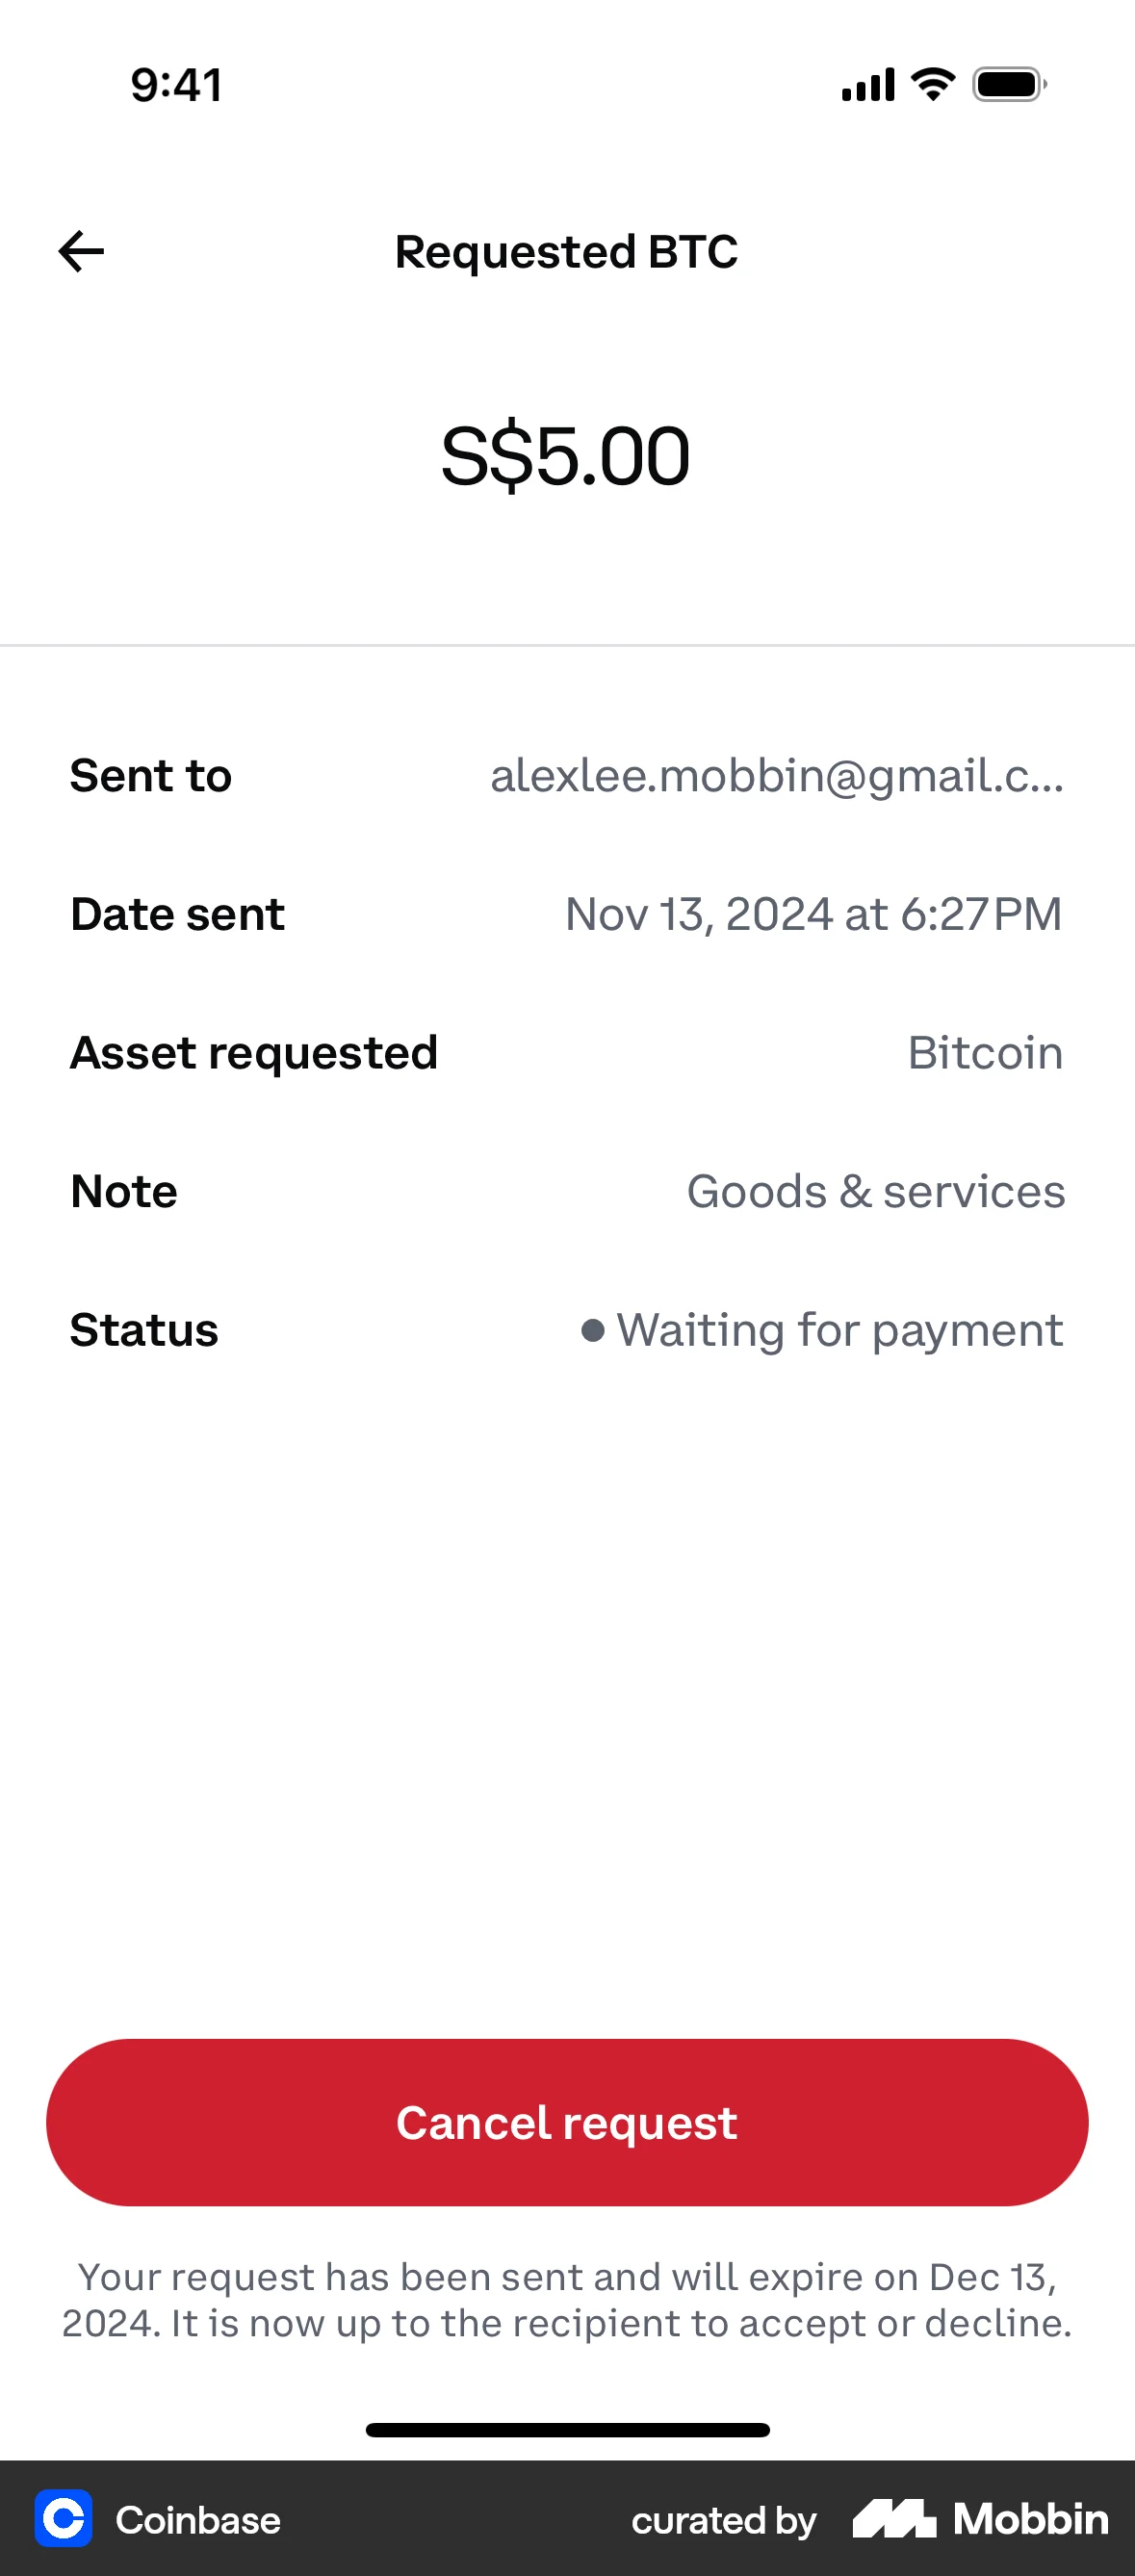 9:41
Requested BTC
S$5.00
Sent to alexlee.mobbin@gmail.c...
Date sent Nov 13, 2024 at 6:27PM
Asset requested Bitcoin
Note Goods & services
Status Waiting for payment
Cancel request
Your request has been sent and will expire on Dec 13,
2024. It is now up to the recipient to accept or decline.
Coinbase curated by Mobbin